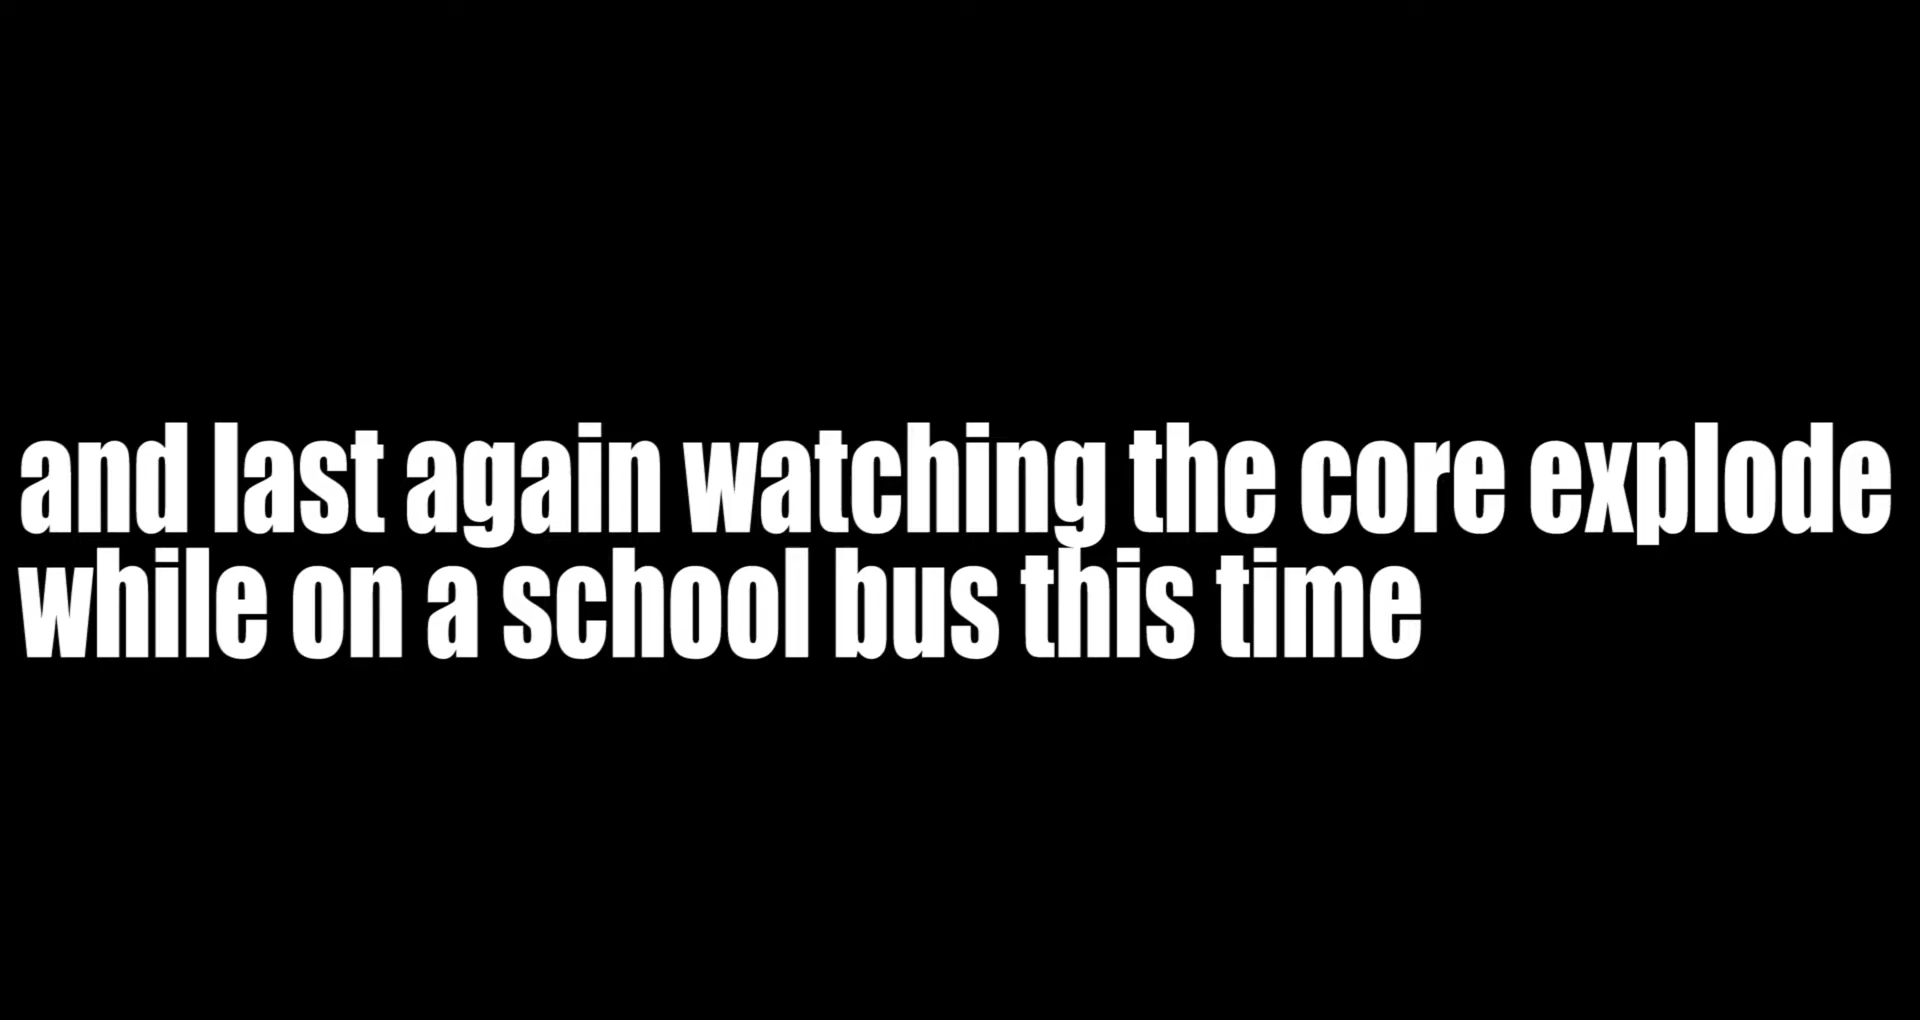 and last again watching the core explode
while on a school bus this time